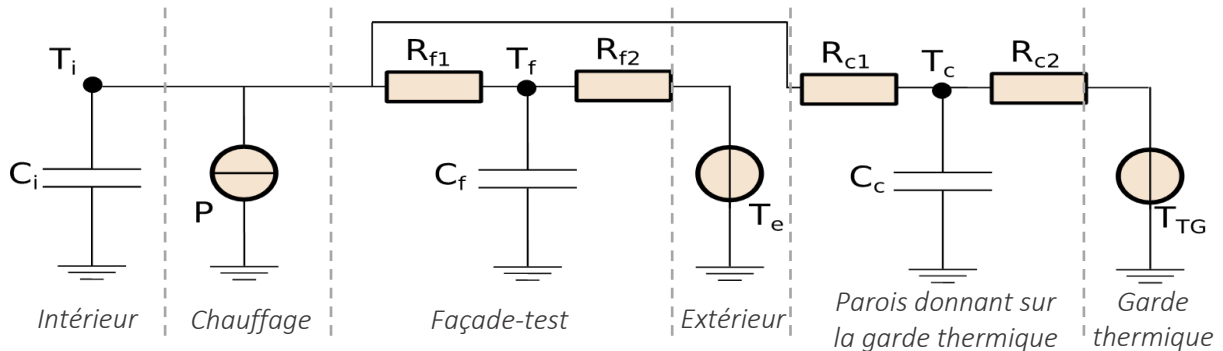 Ti
Rf1
Tf
Rf2
Rc1
Tc
Rc2
Ci
P
Cf
Te
Cc
TTG
Intérieur
Chauffage
Façade-test
Extérieur
Parois donnant sur
la garde thermique
Garde
thermique